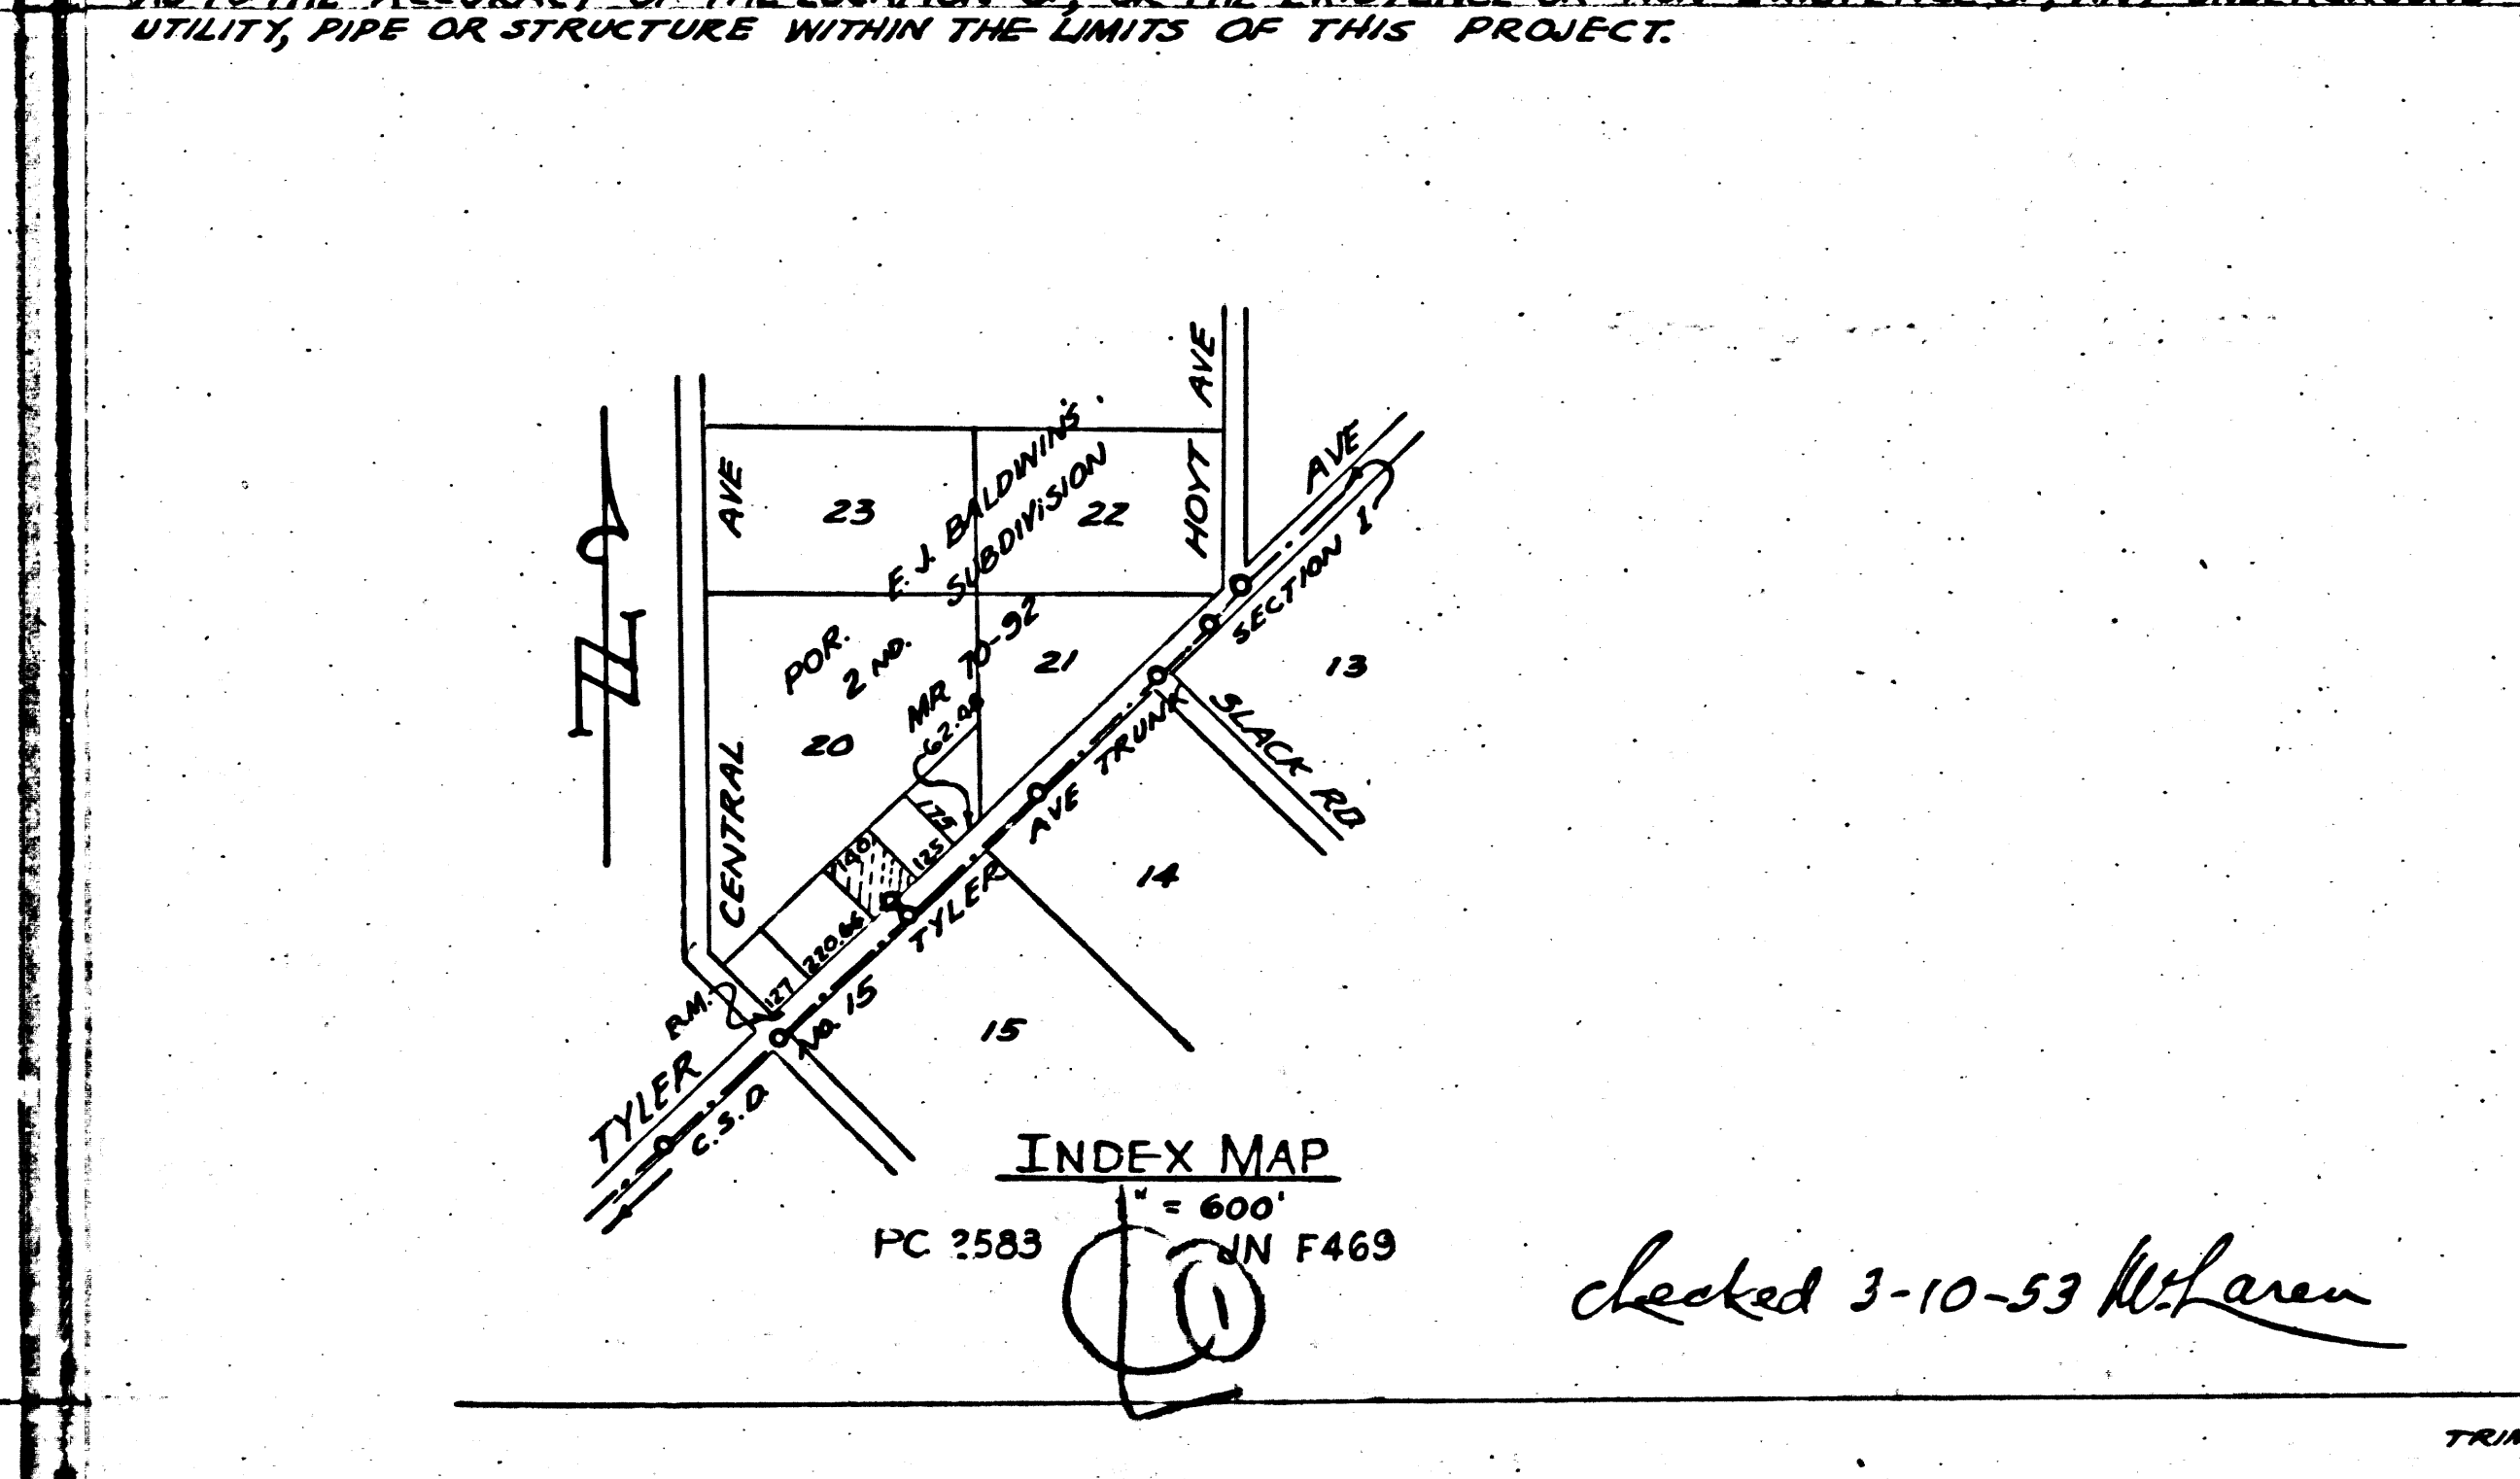 UTILITY, PIPE OR STRUCTURE WITHIN THE LIMITS OF THIS PROJECT.
HOYT AVE
CENTRAL AVE
23
E. J. BALDWIN'S
SUBDIVISION
22
AVE
SECTION 1
POR.
2 ND.
MR 70-92
21
13
20
SLACK RD.
TYLER AVE TRUNK
75
125
140
220.66
127
14
15
R.M.
TYLER
C.S.D. NO. 15
INDEX MAP
1" = 600'
PC 2583
JN F469
1
checked 3-10-53 McLaren